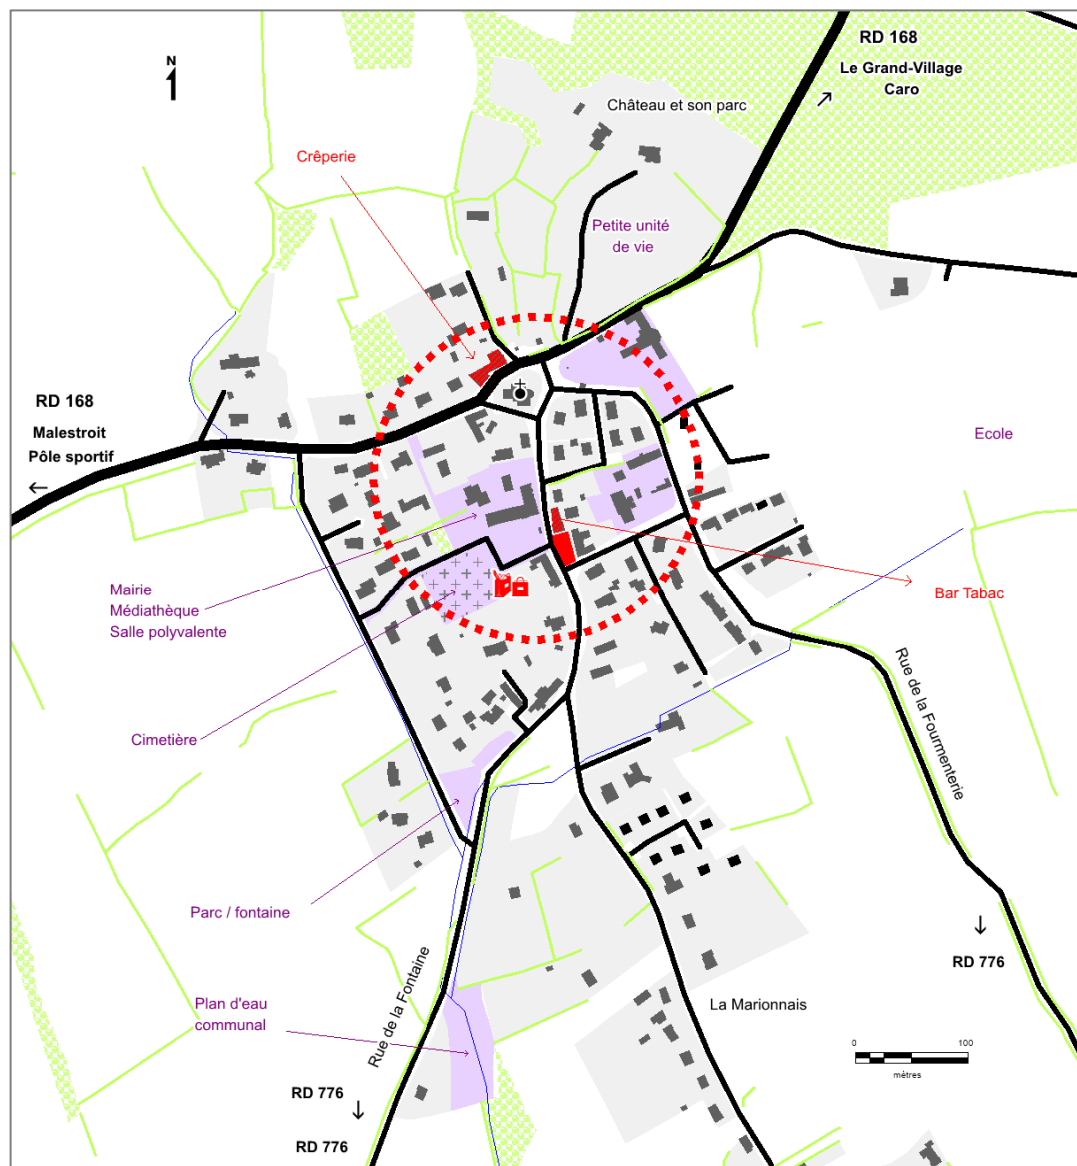 RD 168
Le Grand-Village
Caro
N
Château et son parc
Crêperie
Petite unité
de vie
RD 168
Malestroit
Pôle sportif
Ecole
Mairie
Médiathèque
Salle polyvalente
Bar Tabac
Cimetière
Rue de la Fourmenterie
Parc / fontaine
RD 776
Rue de la Fontaine
Plan d'eau
communal
La Marionnais
0 100
mètres
RD 776
RD 776